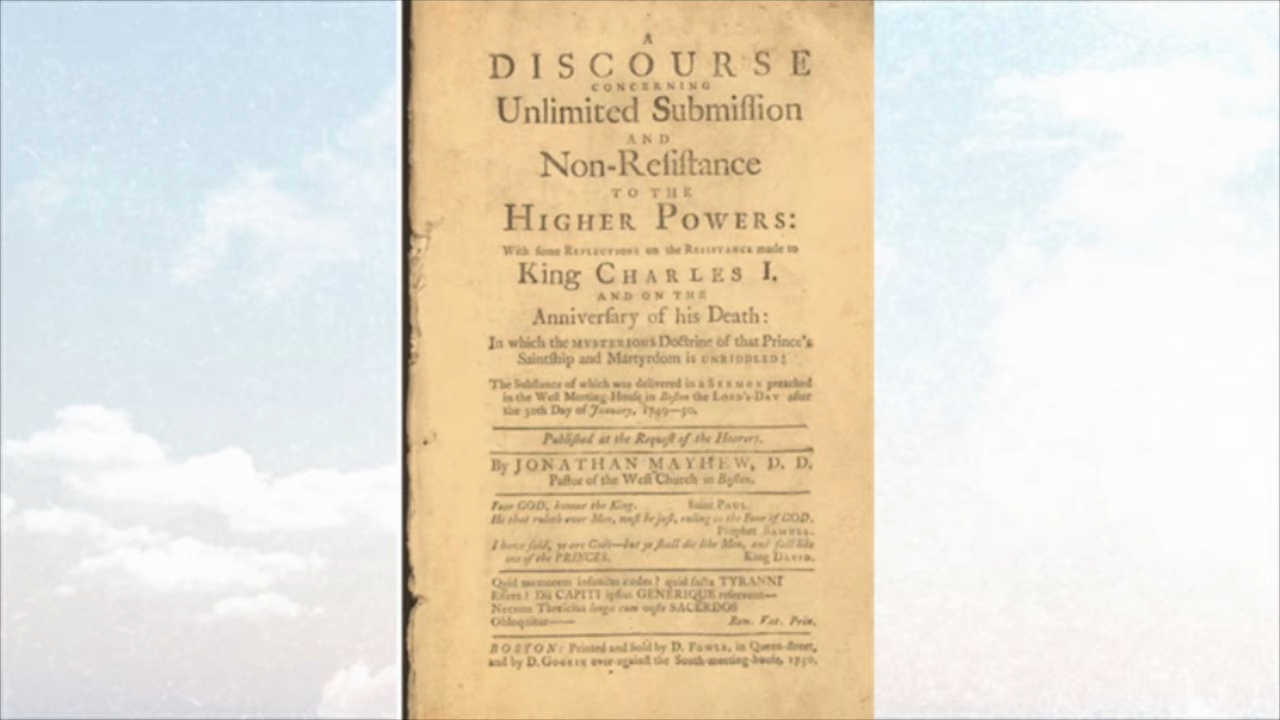 A
DISCOURSE
CONCERNING
Unlimited Submiſſion
AND
Non-Reſiſtance
TO THE
HIGHER POWERS:
With ſome REFLECTIONS on the RESISTANCE made to
King CHARLES I.
AND ON THE
Anniverſary of his Death:
In which the MYSTERIOUS Doctrine of that Prince's
Saintſhip and Martyrdom is UNRIDDLED:
The Subſtance of which was delivered in a SERMON preached
in the Weſt Meeting-Houſe in Boſton the LORD'S-DAY after
the 30th Day of January, 1749—50.
Publiſhed at the Requeſt of the Hearers.
By JONATHAN MAYHEW, D. D.
Paſtor of the Weſt Church in Boſton.
Fear GOD, honour the King. Saint PAUL.
He that ruleth over Men, muſt be juſt, ruling in the Fear of GOD.
Prophet SAMUEL.
I have ſaid, ye are Gods—but ye ſhall die like Men, and fall like
one of the PRINCES. King DAVID.
Quid memorem infandas cædes? quid facta TYRANNI
Effera? Dii CAPITI ipſius GENERIQUE reſervent—
Necnon Threicius longa cum veſte SACERDOS
Obloquitur—— Rom. Vat. Prin.
BOSTON: Printed and Sold by D. FOWLE, in Queen-ſtreet,
and by D. GOOKIN over-againſt the South-meeting-houſe, 1750.